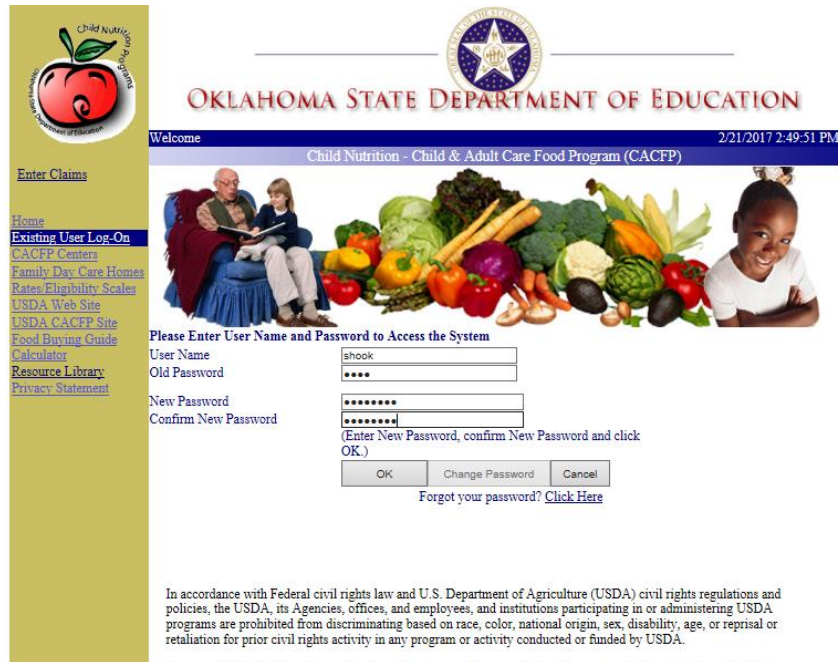 Child Nutrition Programs
Oklahoma State Department of Education
OKLAHOMA STATE DEPARTMENT OF EDUCATION
Welcome 2/21/2017 2:49:51 PM
Child Nutrition - Child & Adult Care Food Program (CACFP)
Enter Claims
Home
Existing User Log-On
CACFP Centers
Family Day Care Homes
Rates/Eligibility Scales
USDA Web Site
USDA CACFP Site
Food Buying Guide
Calculator
Resource Library
Privacy Statement
Please Enter User Name and Password to Access the System
User Name shook
Old Password ••••
New Password ••••••••
Confirm New Password ••••••••
(Enter New Password, confirm New Password and click
OK.)
OK Change Password Cancel
Forgot your password? Click Here
In accordance with Federal civil rights law and U.S. Department of Agriculture (USDA) civil rights regulations and
policies, the USDA, its Agencies, offices, and employees, and institutions participating in or administering USDA
programs are prohibited from discriminating based on race, color, national origin, sex, disability, age, or reprisal or
retaliation for prior civil rights activity in any program or activity conducted or funded by USDA.